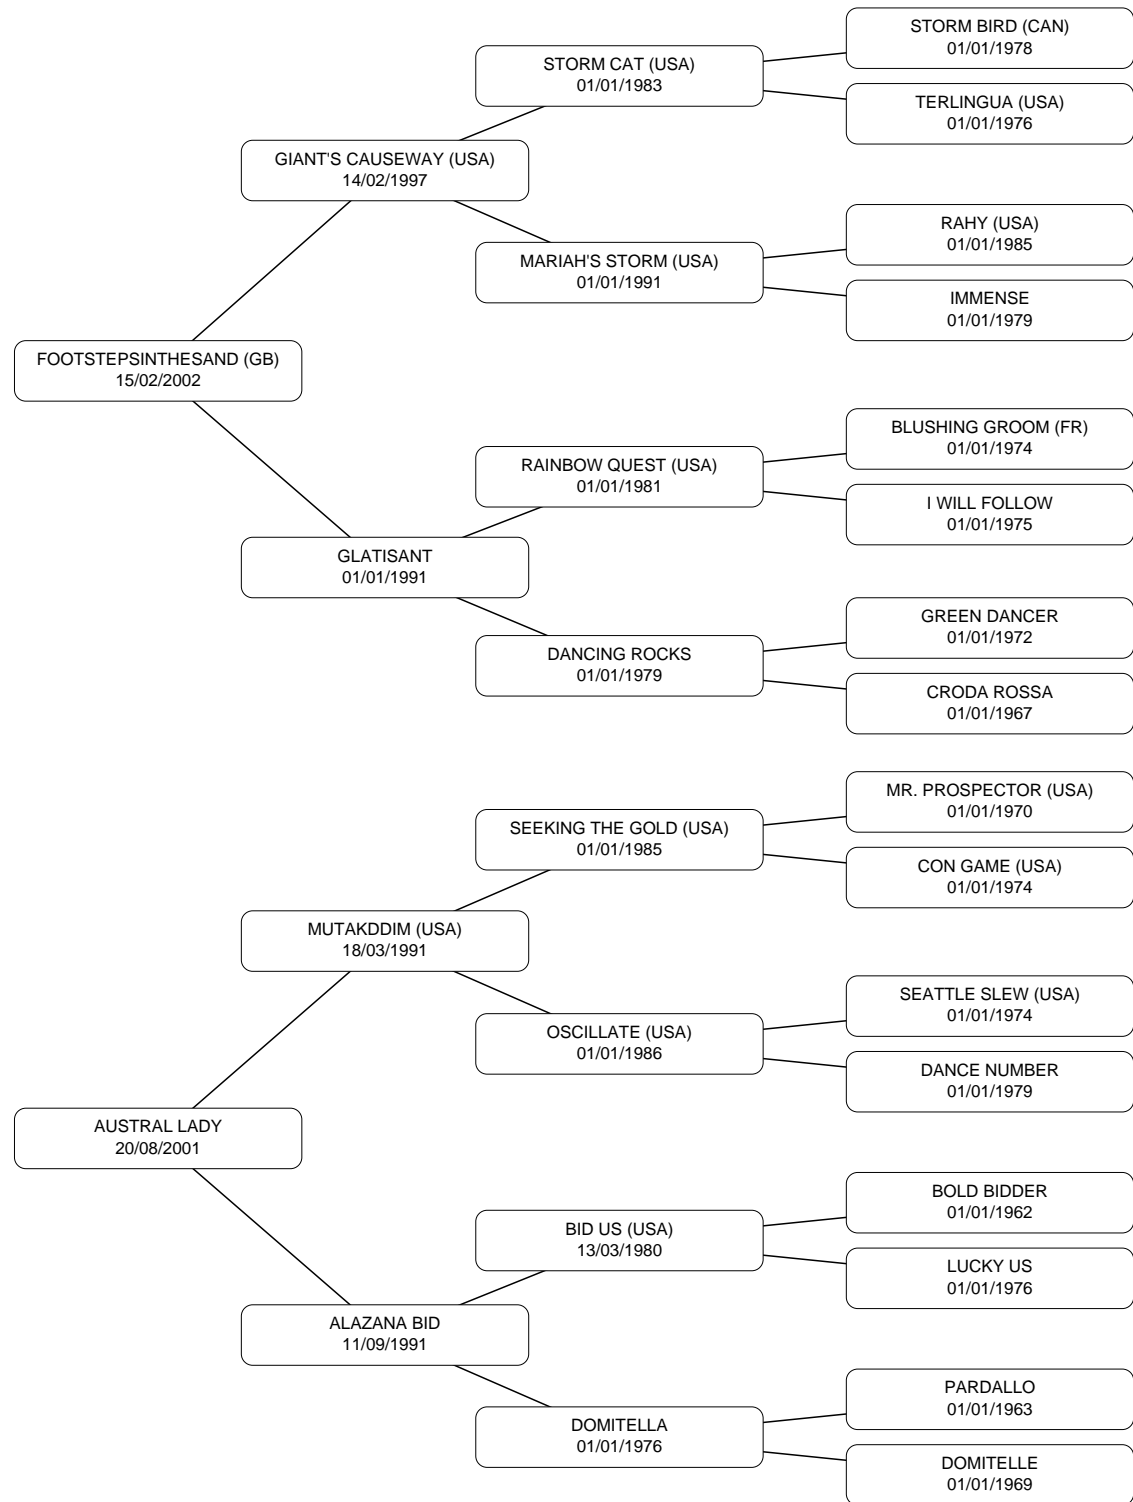 STORM BIRD (CAN)
01/01/1978
STORM CAT (USA)
01/01/1983
TERLINGUA (USA)
01/01/1976
GIANT'S CAUSEWAY (USA)
14/02/1997
RAHY (USA)
01/01/1985
MARIAH'S STORM (USA)
01/01/1991
IMMENSE
01/01/1979
FOOTSTEPSINTHESAND (GB)
15/02/2002
BLUSHING GROOM (FR)
01/01/1974
RAINBOW QUEST (USA)
01/01/1981
I WILL FOLLOW
01/01/1975
GLATISANT
01/01/1991
GREEN DANCER
01/01/1972
DANCING ROCKS
01/01/1979
CRODA ROSSA
01/01/1967
MR. PROSPECTOR (USA)
01/01/1970
SEEKING THE GOLD (USA)
01/01/1985
CON GAME (USA)
01/01/1974
MUTAKDDIM (USA)
18/03/1991
SEATTLE SLEW (USA)
01/01/1974
OSCILLATE (USA)
01/01/1986
DANCE NUMBER
01/01/1979
AUSTRAL LADY
20/08/2001
BOLD BIDDER
01/01/1962
BID US (USA)
13/03/1980
LUCKY US
01/01/1976
ALAZANA BID
11/09/1991
PARDALLO
01/01/1963
DOMITELLA
01/01/1976
DOMITELLE
01/01/1969